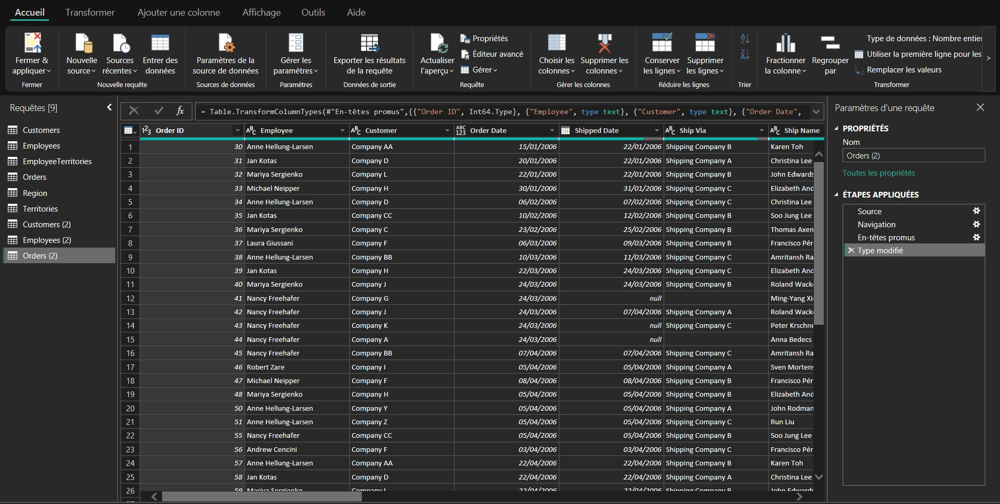 Accueil Transformer Ajouter une colonne Affichage Outils Aide
Fermer & appliquer
Fermer
Nouvelle source
Sources récentes
Entrer des données
Nouvelle requête
Paramètres de la source de données
Sources de données
Gérer les paramètres
Paramètres
Exporter les résultats de la requête
Données de sortie
Actualiser l'aperçu
Propriétés
Éditeur avancé
Gérer
Requête
Choisir les colonnes
Supprimer les colonnes
Gérer les colonnes
Conserver les lignes
Supprimer les lignes
Réduire les lignes
Trier
Fractionner la colonne
Regrouper par
Type de données : Nombre entier
Utiliser la première ligne pour les
Remplacer les valeurs
Transformer
Requêtes [9]
Customers
Employees
EmployeeTerritories
Orders
Region
Territories
Customers (2)
Employees (2)
Orders (2)
= Table.TransformColumnTypes(#"En-têtes promus",{{"Order ID", Int64.Type}, {"Employee", type text}, {"Customer", type text}, {"Order Date",
Order ID Employee Customer Order Date Shipped Date Ship Via Ship Name
1 30 Anne Hellung-Larsen Company AA 15/01/2006 22/01/2006 Shipping Company B Karen Toh
2 31 Jan Kotas Company D 20/01/2006 22/01/2006 Shipping Company A Christina Lee
3 32 Mariya Sergienko Company L 22/01/2006 22/01/2006 Shipping Company B John Edwards
4 33 Michael Neipper Company H 30/01/2006 31/01/2006 Shipping Company C Elizabeth And
5 34 Anne Hellung-Larsen Company D 06/02/2006 07/02/2006 Shipping Company C Christina Lee
6 35 Jan Kotas Company CC 10/02/2006 12/02/2006 Shipping Company B Soo Jung Lee
7 36 Mariya Sergienko Company C 23/02/2006 25/02/2006 Shipping Company B Thomas Axen
8 37 Laura Giussani Company F 06/03/2006 09/03/2006 Shipping Company B Francisco Pér
9 38 Anne Hellung-Larsen Company BB 10/03/2006 11/03/2006 Shipping Company C Amritansh Ra
10 39 Jan Kotas Company H 22/03/2006 24/03/2006 Shipping Company C Elizabeth And
11 40 Mariya Sergienko Company J 24/03/2006 24/03/2006 Shipping Company B Roland Wack
12 41 Nancy Freehafer Company G 24/03/2006 null Ming-Yang Xi
13 42 Nancy Freehafer Company J 24/03/2006 07/04/2006 Shipping Company A Roland Wack
14 43 Nancy Freehafer Company K 24/03/2006 null Shipping Company C Peter Krschne
15 44 Nancy Freehafer Company A 24/03/2006 null Anna Bedecs
16 45 Nancy Freehafer Company BB 07/04/2006 07/04/2006 Shipping Company C Amritansh Ra
17 46 Robert Zare Company I 05/04/2006 05/04/2006 Shipping Company A Sven Mortens
18 47 Michael Neipper Company F 08/04/2006 08/04/2006 Shipping Company B Francisco Pér
19 48 Mariya Sergienko Company H 05/04/2006 05/04/2006 Shipping Company B Elizabeth And
20 50 Anne Hellung-Larsen Company Y 05/04/2006 05/04/2006 Shipping Company A John Rodman
21 51 Anne Hellung-Larsen Company Z 05/04/2006 05/04/2006 Shipping Company C Run Liu
22 55 Nancy Freehafer Company CC 05/04/2006 05/04/2006 Shipping Company B Soo Jung Lee
23 56 Andrew Cencini Company F 03/04/2006 03/04/2006 Shipping Company C Francisco Pér
24 57 Anne Hellung-Larsen Company AA 22/04/2006 22/04/2006 Shipping Company B Karen Toh
25 58 Jan Kotas Company D 22/04/2006 22/04/2006 Shipping Company A Christina Lee
26 59 Mariya Sergienko Company L 22/04/2006 22/04/2006 Shipping Company B John Edwards
Paramètres d'une requête
PROPRIÉTÉS
Nom
Orders (2)
Toutes les propriétés
ÉTAPES APPLIQUÉES
Source
Navigation
En-têtes promus
Type modifié